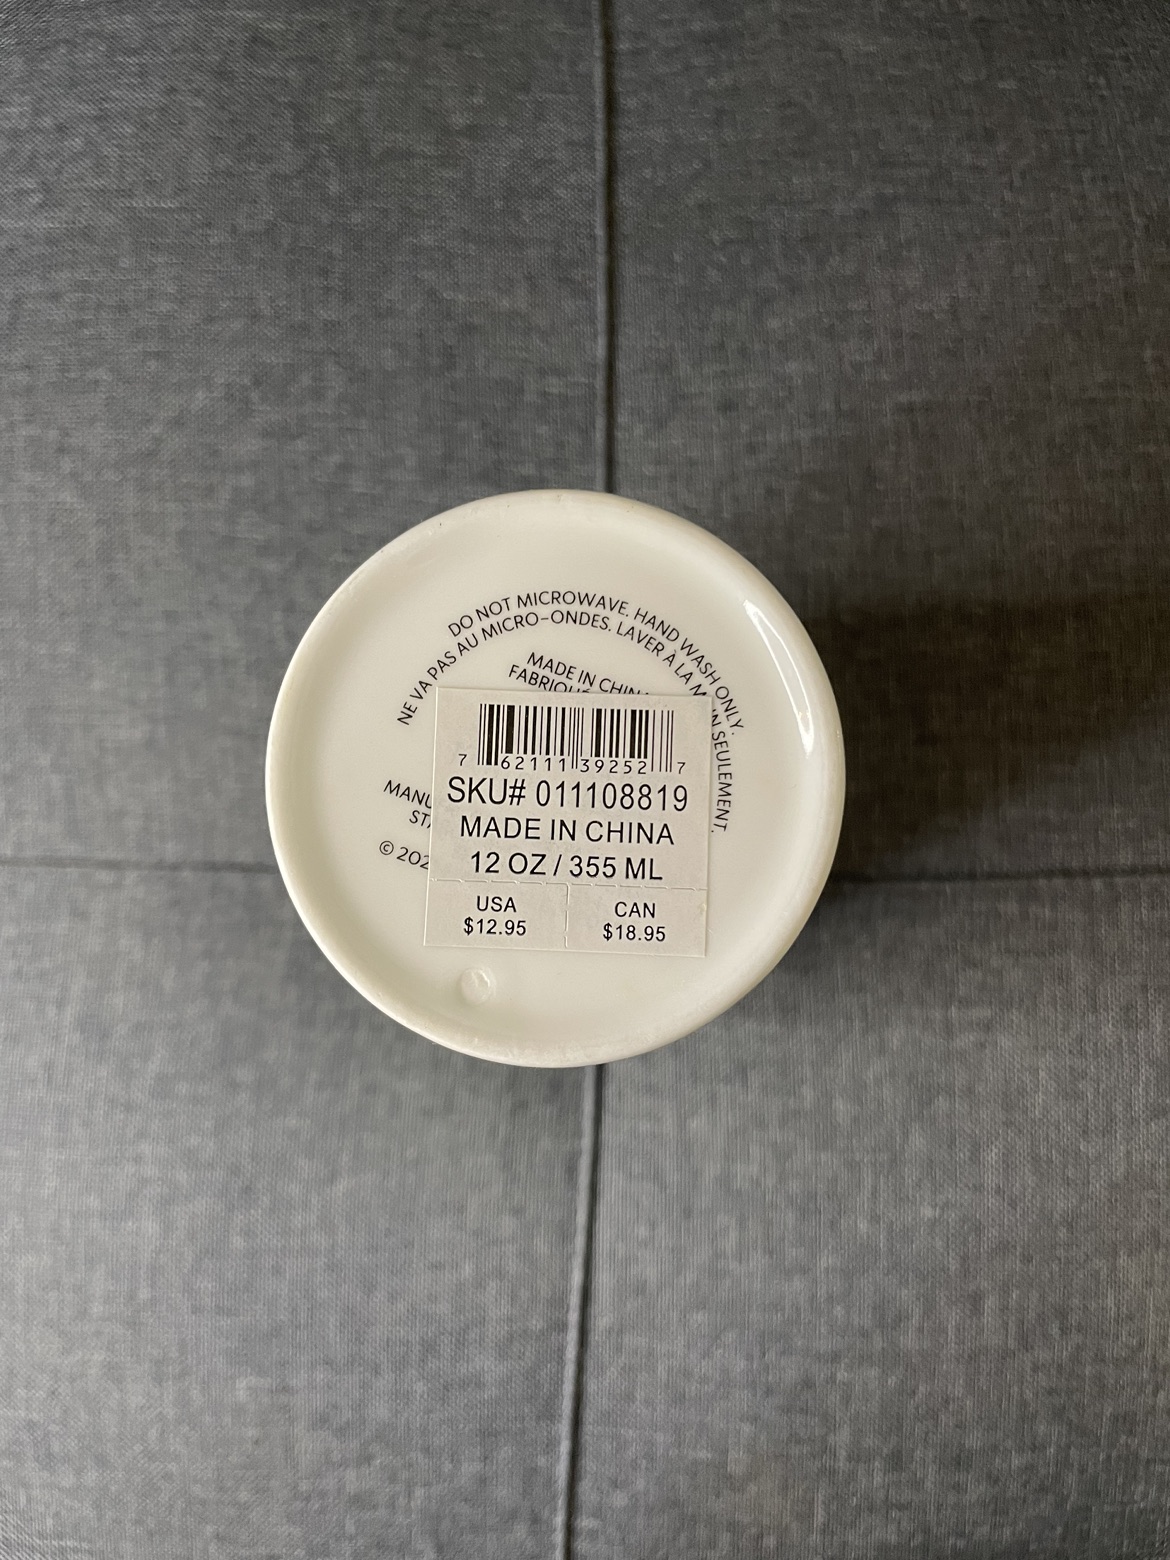 DO NOT MICROWAVE. HAND WASH ONLY.
NE VA PAS AU MICRO-ONDES. LAVER À LA SEULEMENT.
MADE IN
7 62111 39252 7
SKU# 011108819
MADE IN CHINA
12 OZ / 355 ML
USA
$12.95
CAN
$18.95
©